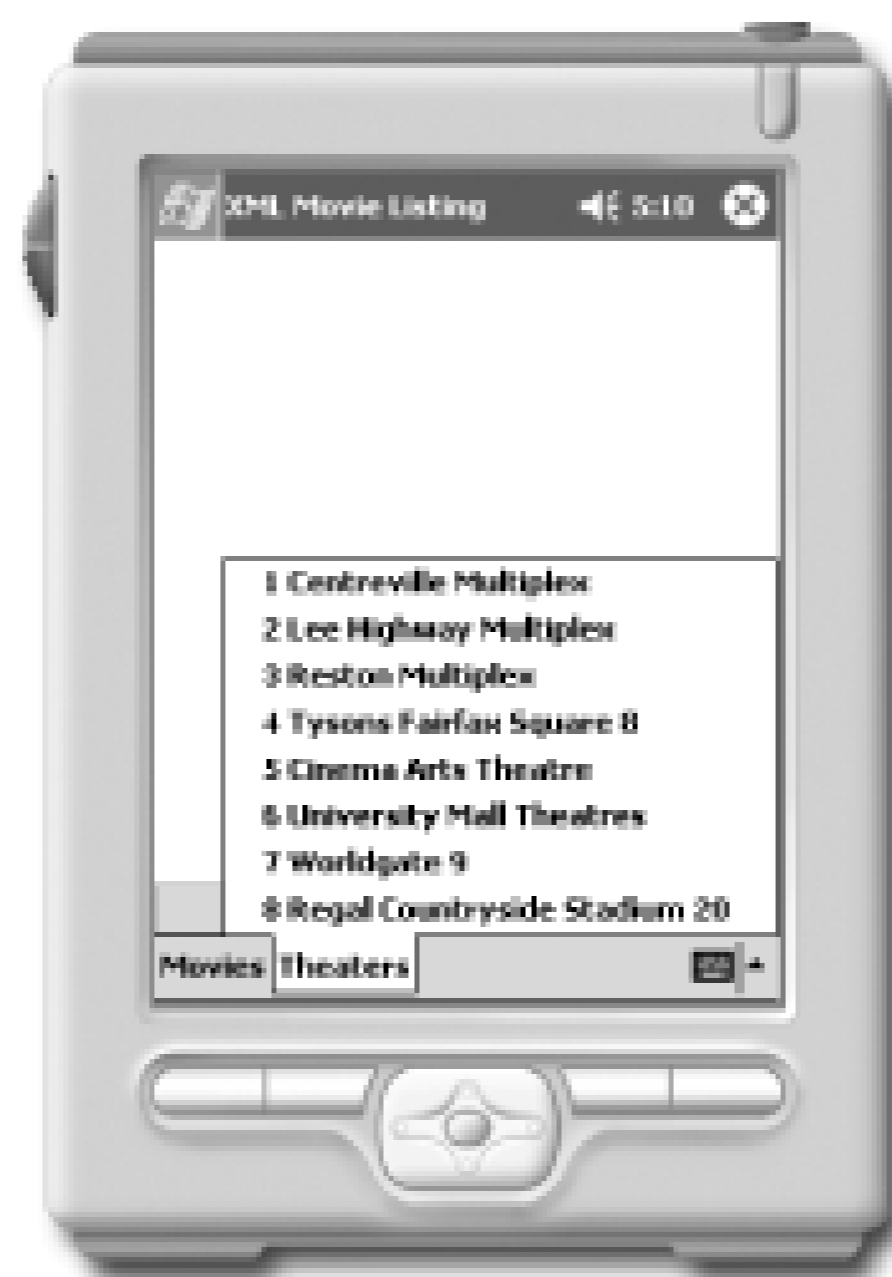 XML Movie Listing 5:10
1 Centreville Multiplex
2 Lee Highway Multiplex
3 Reston Multiplex
4 Tysons Fairfax Square 8
5 Cinema Arts Theatre
6 University Mall Theatres
7 Worldgate 9
8 Regal Countryside Stadium 20
Movies Theaters